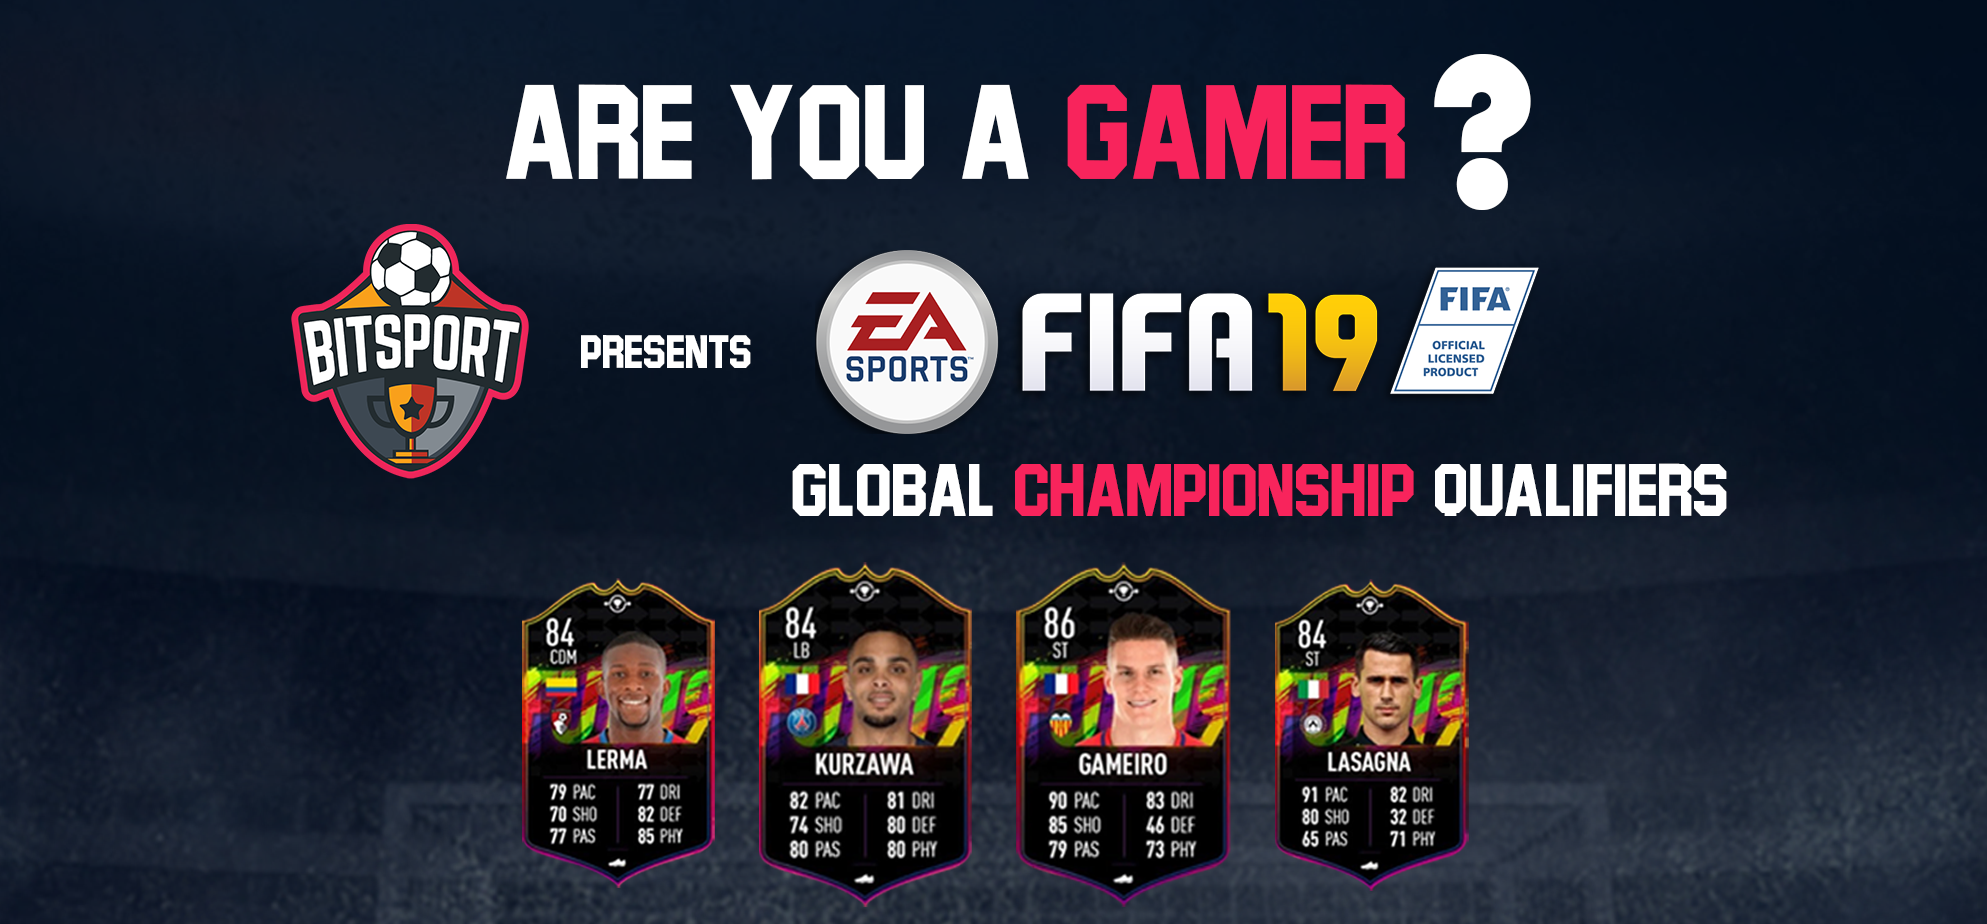 ARE YOU A GAMER?
BITSPORT
PRESENTS
EA
SPORTS™
FIFA 19
FIFA®
OFFICIAL
LICENSED
PRODUCT
GLOBAL CHAMPIONSHIP QUALIFIERS
84
CDM
LERMA
79 PAC 77 DRI
70 SHO 82 DEF
77 PAS 85 PHY
84
LB
KURZAWA
82 PAC 81 DRI
74 SHO 80 DEF
80 PAS 80 PHY
86
ST
GAMEIRO
90 PAC 83 DRI
85 SHO 46 DEF
79 PAS 73 PHY
84
ST
LASAGNA
91 PAC 82 DRI
80 SHO 32 DEF
65 PAS 71 PHY